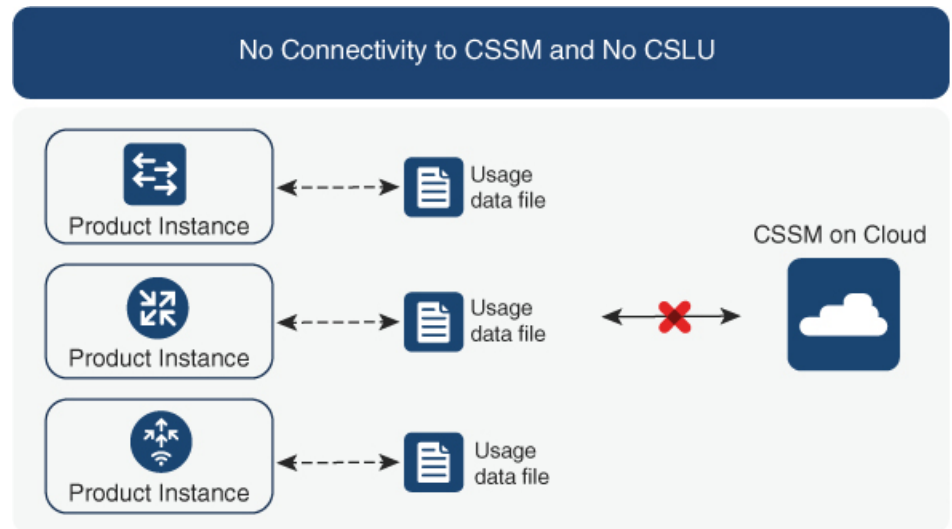 No Connectivity to CSSM and No CSLU
Product Instance
Usage
data file
Product Instance
Usage
data file
CSSM on Cloud
Product Instance
Usage
data file